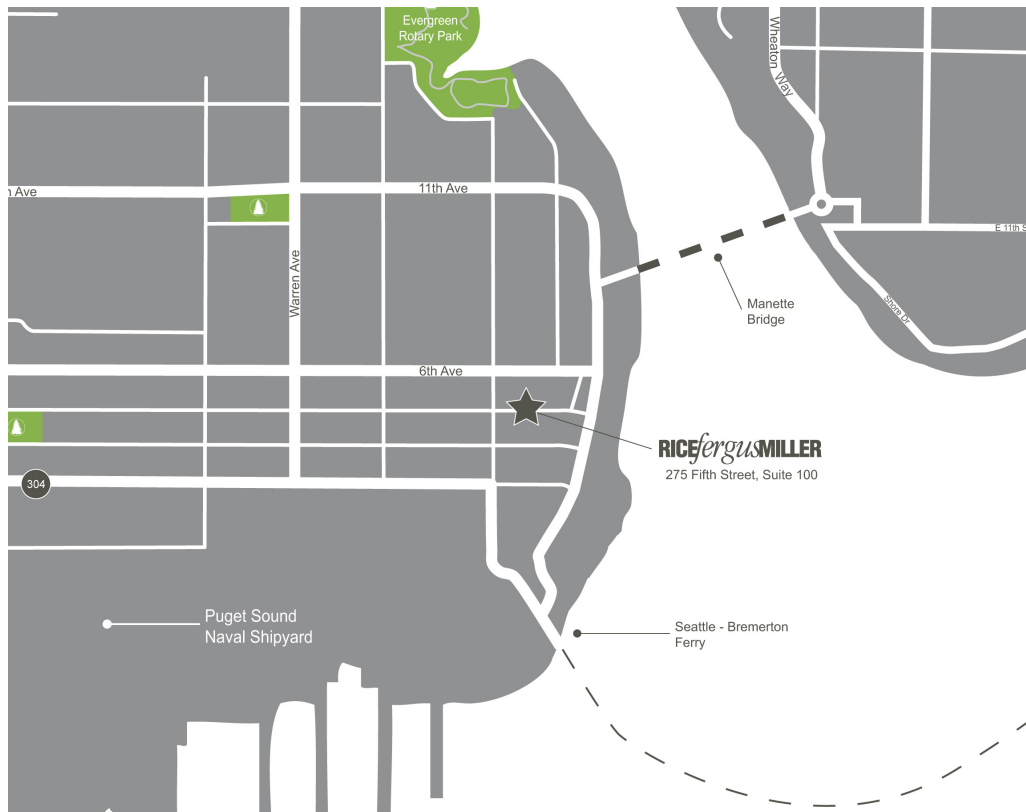 Evergreen
Rotary Park
Wheaton Way
h Ave
11th Ave
E 11th S
Warren Ave
Manette
Bridge
Shore Dr
6th Ave
RICEfergusMILLER
275 Fifth Street, Suite 100
304
Puget Sound
Naval Shipyard
Seattle - Bremerton
Ferry